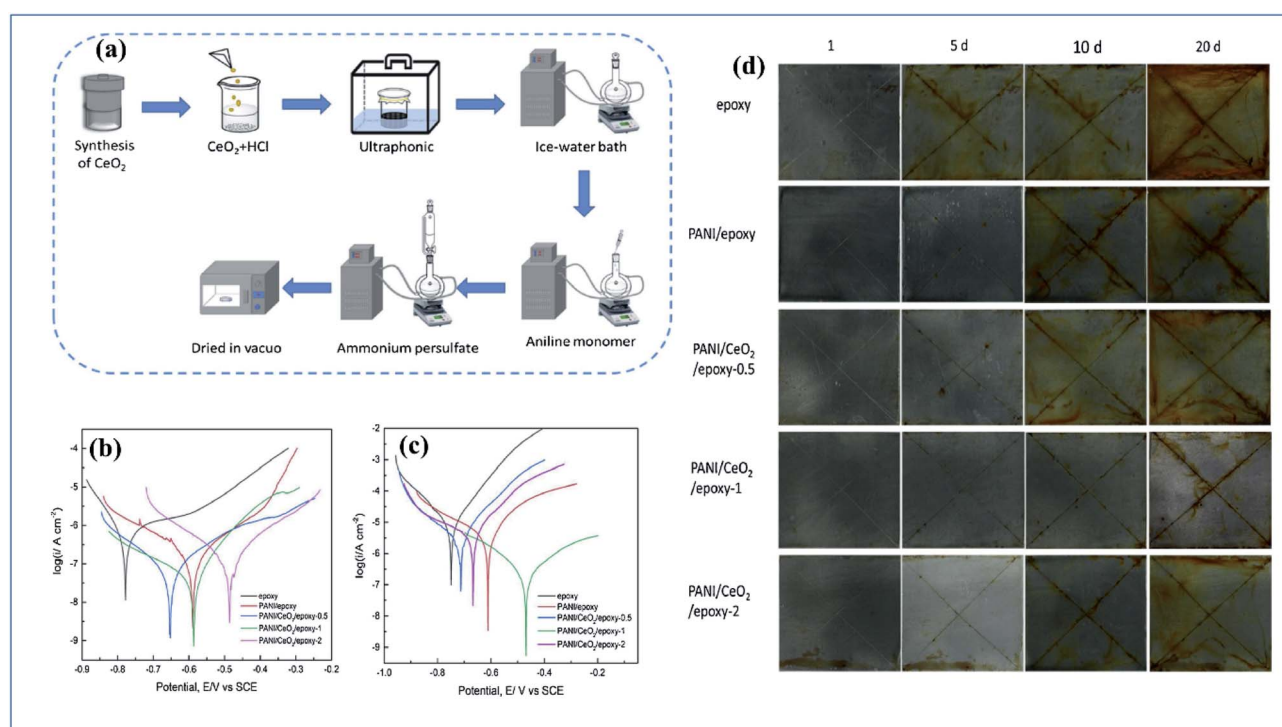 (a)
Synthesis
of CeO2
CeO2+HCl
Ultraphonic
Ice-water bath
Dried in vacuo
Ammonium persulfate
Aniline monomer
(b)
log(i/ A cm-2)
-4
-5
-6
-7
-8
-9
epoxy
PANI/epoxy
PANI/CeO2/epoxy-0.5
PANI/CeO2/epoxy-1
PANI/CeO2/epoxy-2
-0.9
-0.8
-0.7
-0.6
-0.5
-0.4
-0.3
-0.2
Potential, E/V vs SCE
(c)
log(i/ A cm-2)
-2
-3
-4
-5
-6
-7
-8
-9
epoxy
PANI/epoxy
PANI/CeO2/epoxy-0.5
PANI/CeO2/epoxy-1
PANI/CeO2/epoxy-2
-1.0
-0.8
-0.6
-0.4
-0.2
Potential, E/ V vs SCE
(d)
1
5 d
10 d
20 d
epoxy
PANI/epoxy
PANI/CeO2
/epoxy-0.5
PANI/CeO2
/epoxy-1
PANI/CeO2
/epoxy-2